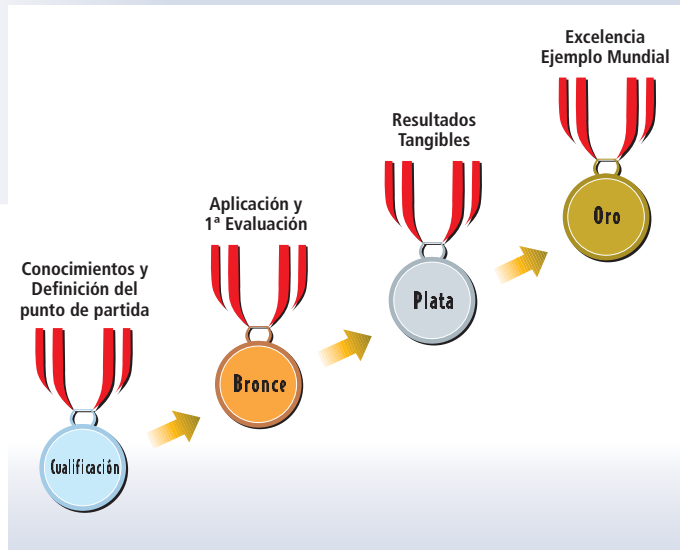 Excelencia
Ejemplo Mundial
Oro
Resultados
Tangibles
Plata
Aplicación y
1ª Evaluación
Bronce
Conocimientos y
Definición del
punto de partida
Cualificación